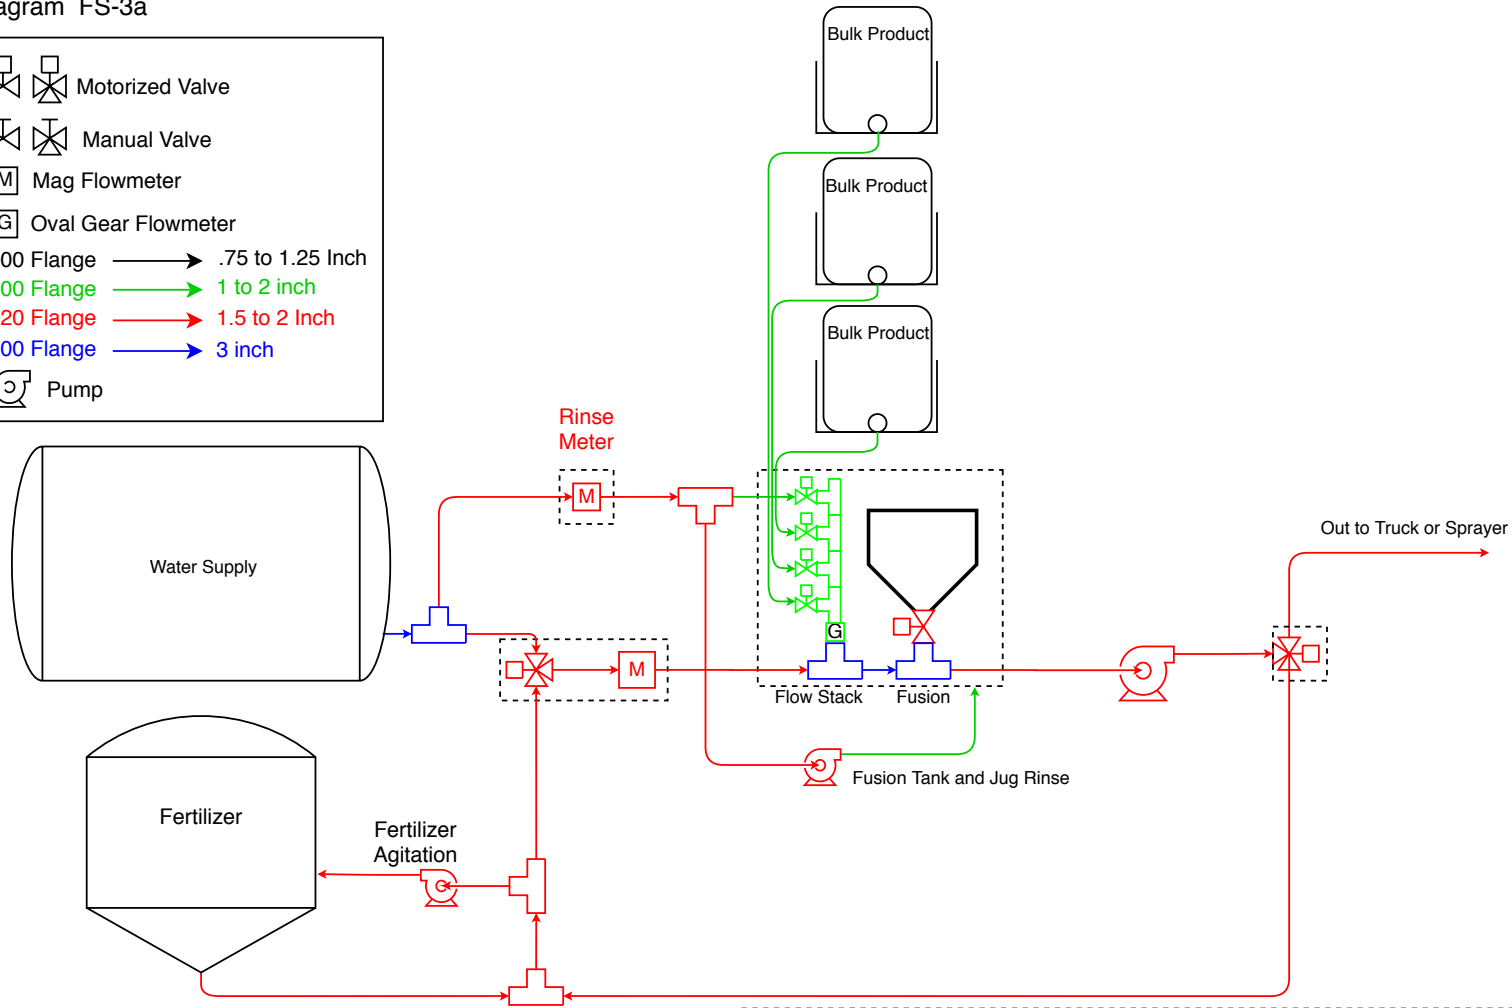 agram FS-3a
Motorized Valve
Manual Valve
M Mag Flowmeter
G Oval Gear Flowmeter
00 Flange .75 to 1.25 Inch
00 Flange 1 to 2 inch
20 Flange 1.5 to 2 Inch
00 Flange 3 inch
Pump
Bulk Product
Bulk Product
Bulk Product
Rinse
Meter
M
Water Supply
Out to Truck or Sprayer
G
M
Flow Stack
Fusion
Fusion Tank and Jug Rinse
Fertilizer
Fertilizer
Agitation